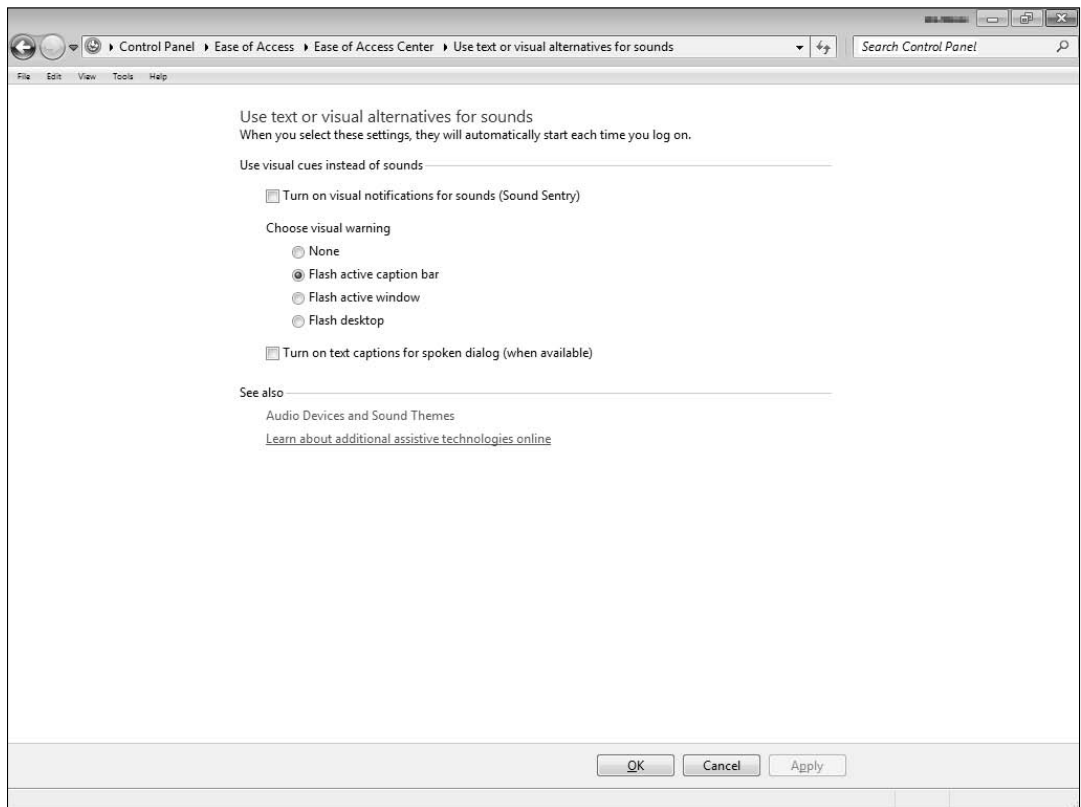 Control Panel Ease of Access Ease of Access Center Use text or visual alternatives for sounds Search Control Panel
File Edit View Tools Help
Use text or visual alternatives for sounds
When you select these settings, they will automatically start each time you log on.
Use visual cues instead of sounds
Turn on visual notifications for sounds (Sound Sentry)
Choose visual warning
None
Flash active caption bar
Flash active window
Flash desktop
Turn on text captions for spoken dialog (when available)
See also
Audio Devices and Sound Themes
Learn about additional assistive technologies online
OK Cancel Apply